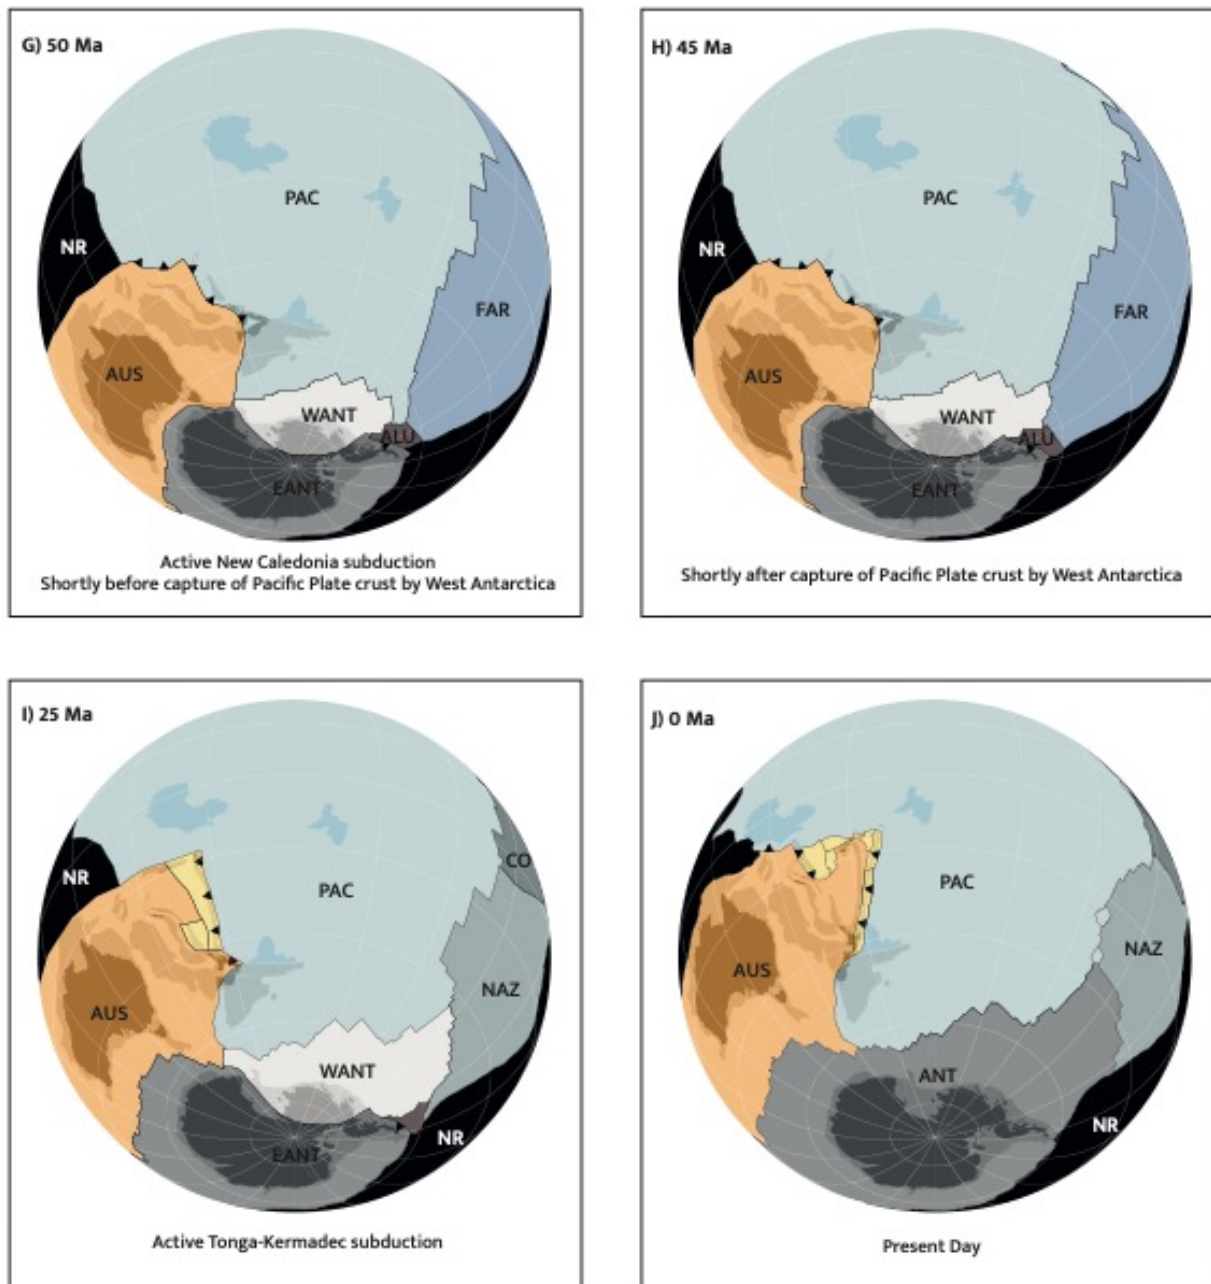 G) 50 Ma
PAC
NR
FAR
AUS
WANT
ALU
EANT
Active New Caledonia subduction
Shortly before capture of Pacific Plate crust by West Antarctica
H) 45 Ma
PAC
NR
FAR
AUS
WANT
ALU
EANT
Shortly after capture of Pacific Plate crust by West Antarctica
I) 25 Ma
CO
NR
PAC
NAZ
AUS
WANT
NR
EANT
Active Tonga-Kermadec subduction
J) 0 Ma
PAC
NAZ
AUS
ANT
NR
Present Day